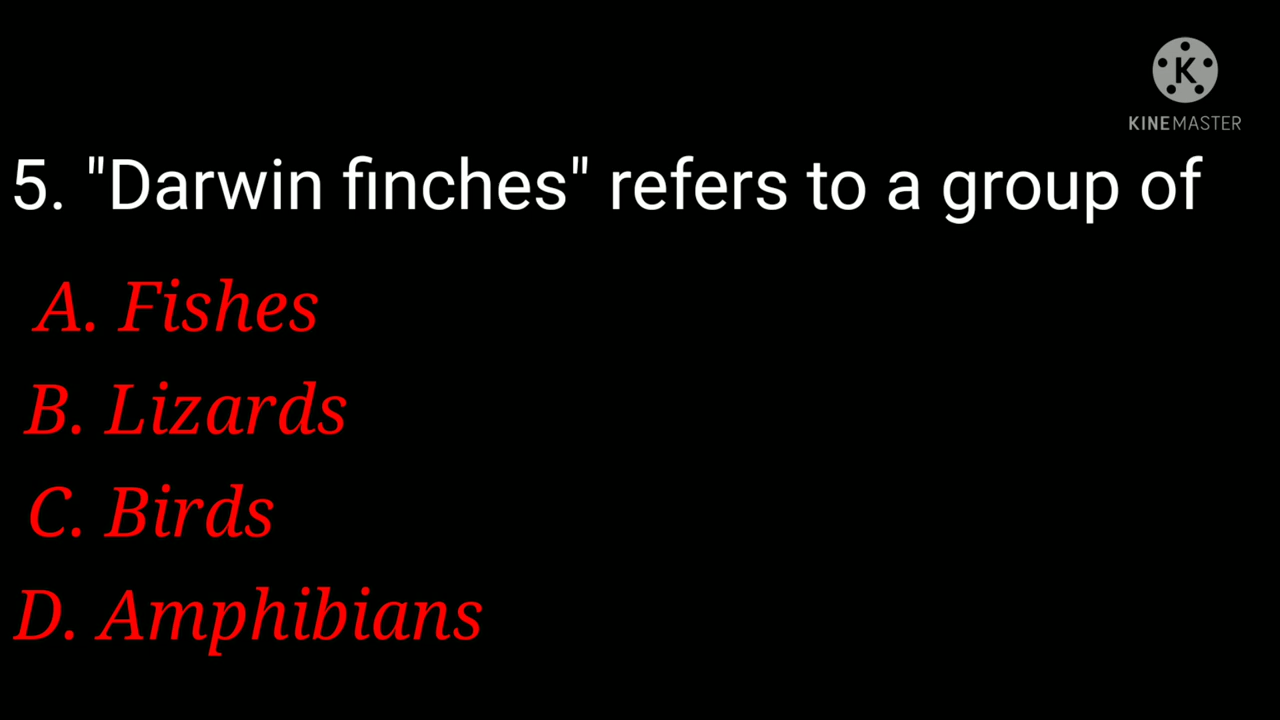 K
KINEMASTER
5. "Darwin finches" refers to a group of
A. Fishes
B. Lizards
C. Birds
D. Amphibians